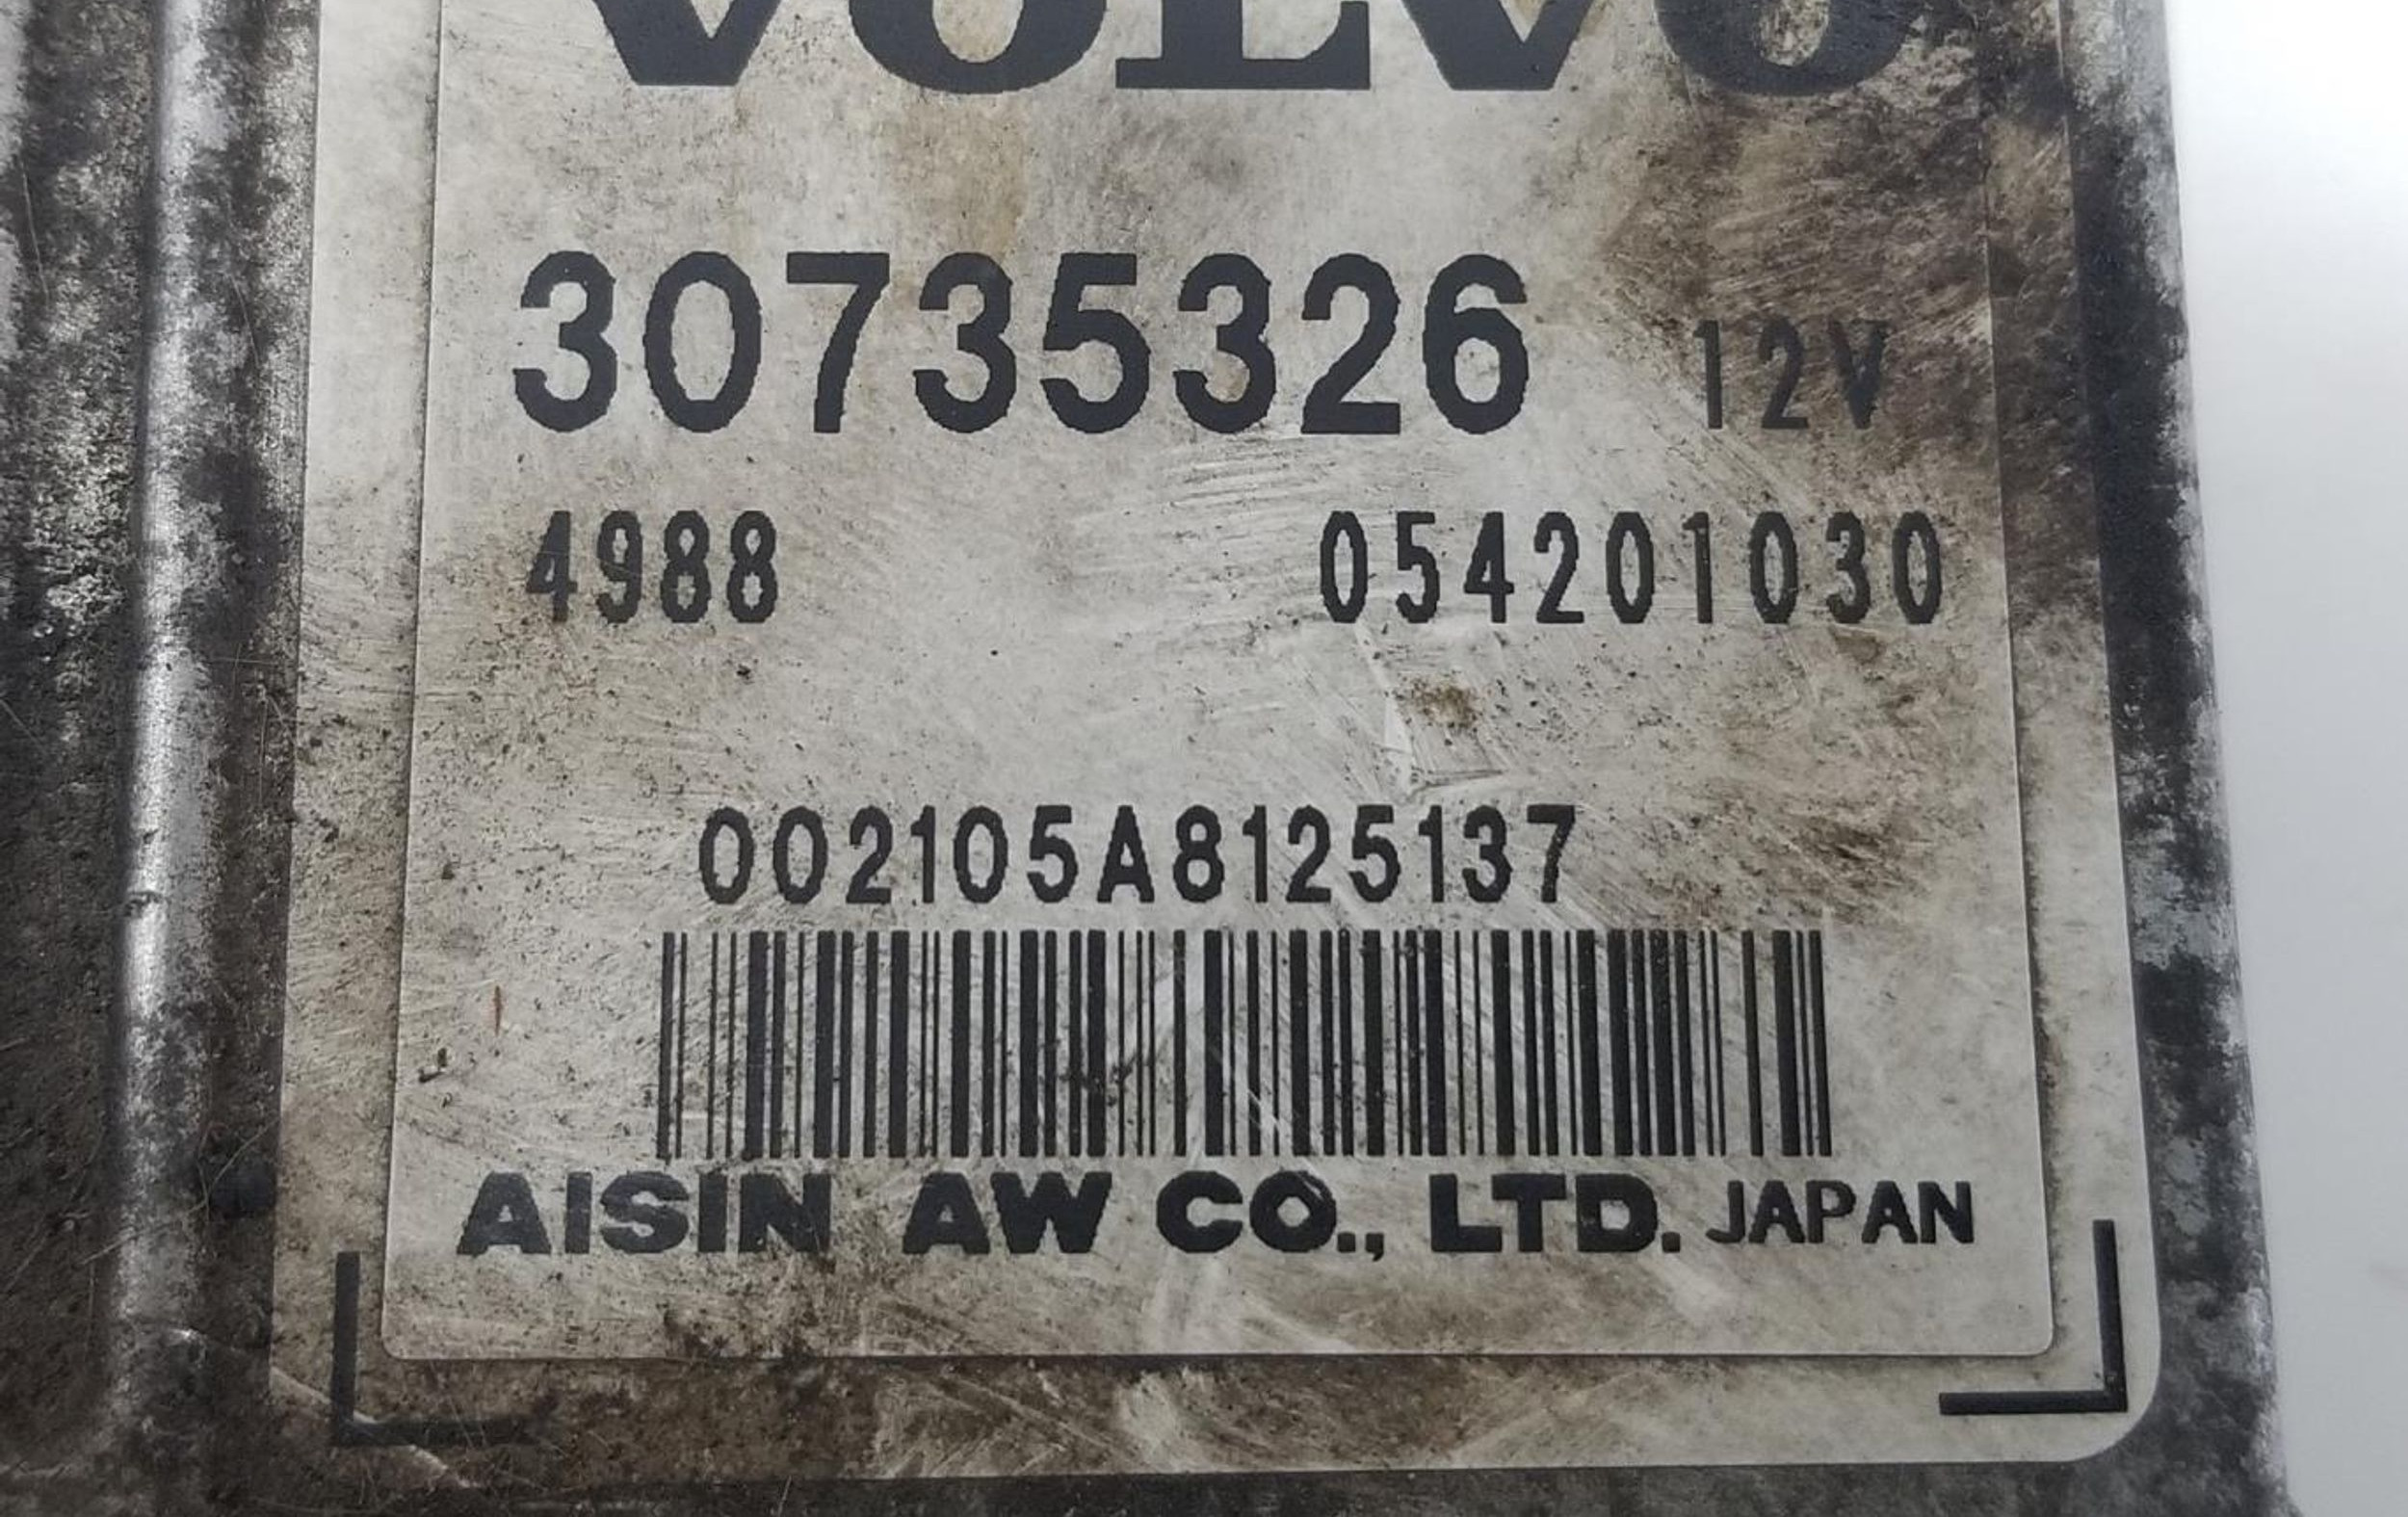 VOLVO
30735326 12V
4988 054201030
002105A8125137
AISIN AW CO., LTD. JAPAN